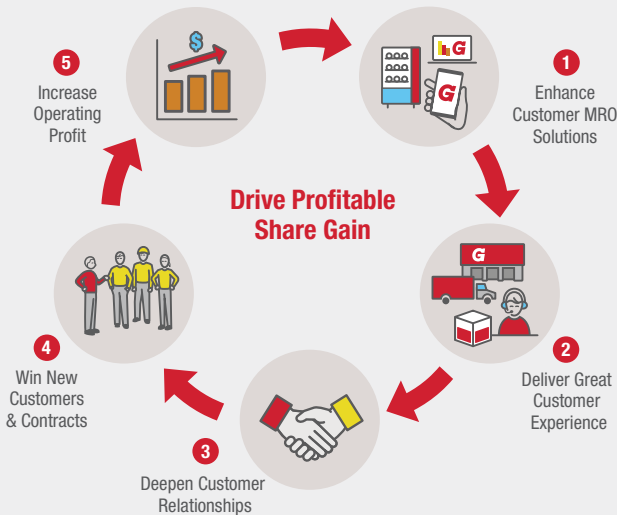 Drive Profitable
Share Gain
1
Enhance
Customer MRO
Solutions
G
G
2
Deliver Great
Customer
Experience
G
3
Deepen Customer
Relationships
4
Win New
Customers
& Contracts
5
Increase
Operating
Profit
$